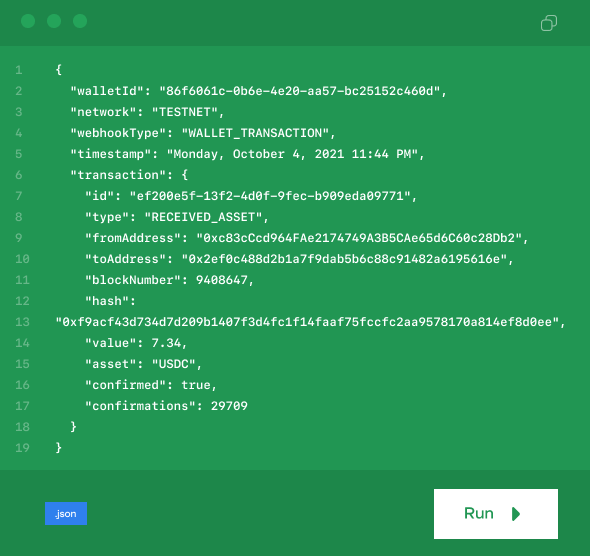 1 {
2 "walletId": "86f6061c-0b6e-4e20-aa57-bc25152c460d",
3 "network": "TESTNET",
4 "webhookType": "WALLET_TRANSACTION",
5 "timestamp": "Monday, October 4, 2021 11:44 PM",
6 "transaction": {
7 "id": "ef200e5f-13f2-4d0f-9fec-b909eda09771",
8 "type": "RECEIVED_ASSET",
9 "fromAddress": "0xc83cCcd964FAe2174749A3B5CAe65d6C60c28Db2",
10 "toAddress": "0x2ef0c488d2b1a7f9dab5b6c88c91482a6195616e",
11 "blockNumber": 9408647,
12 "hash":
13 "0xf9acf43d734d7d209b1407f3d4fc1f14faaf75fccfc2aa9578170a814ef8d0ee",
14 "value": 7.34,
15 "asset": "USDC",
16 "confirmed": true,
17 "confirmations": 29709
18 }
19 }
.json
Run